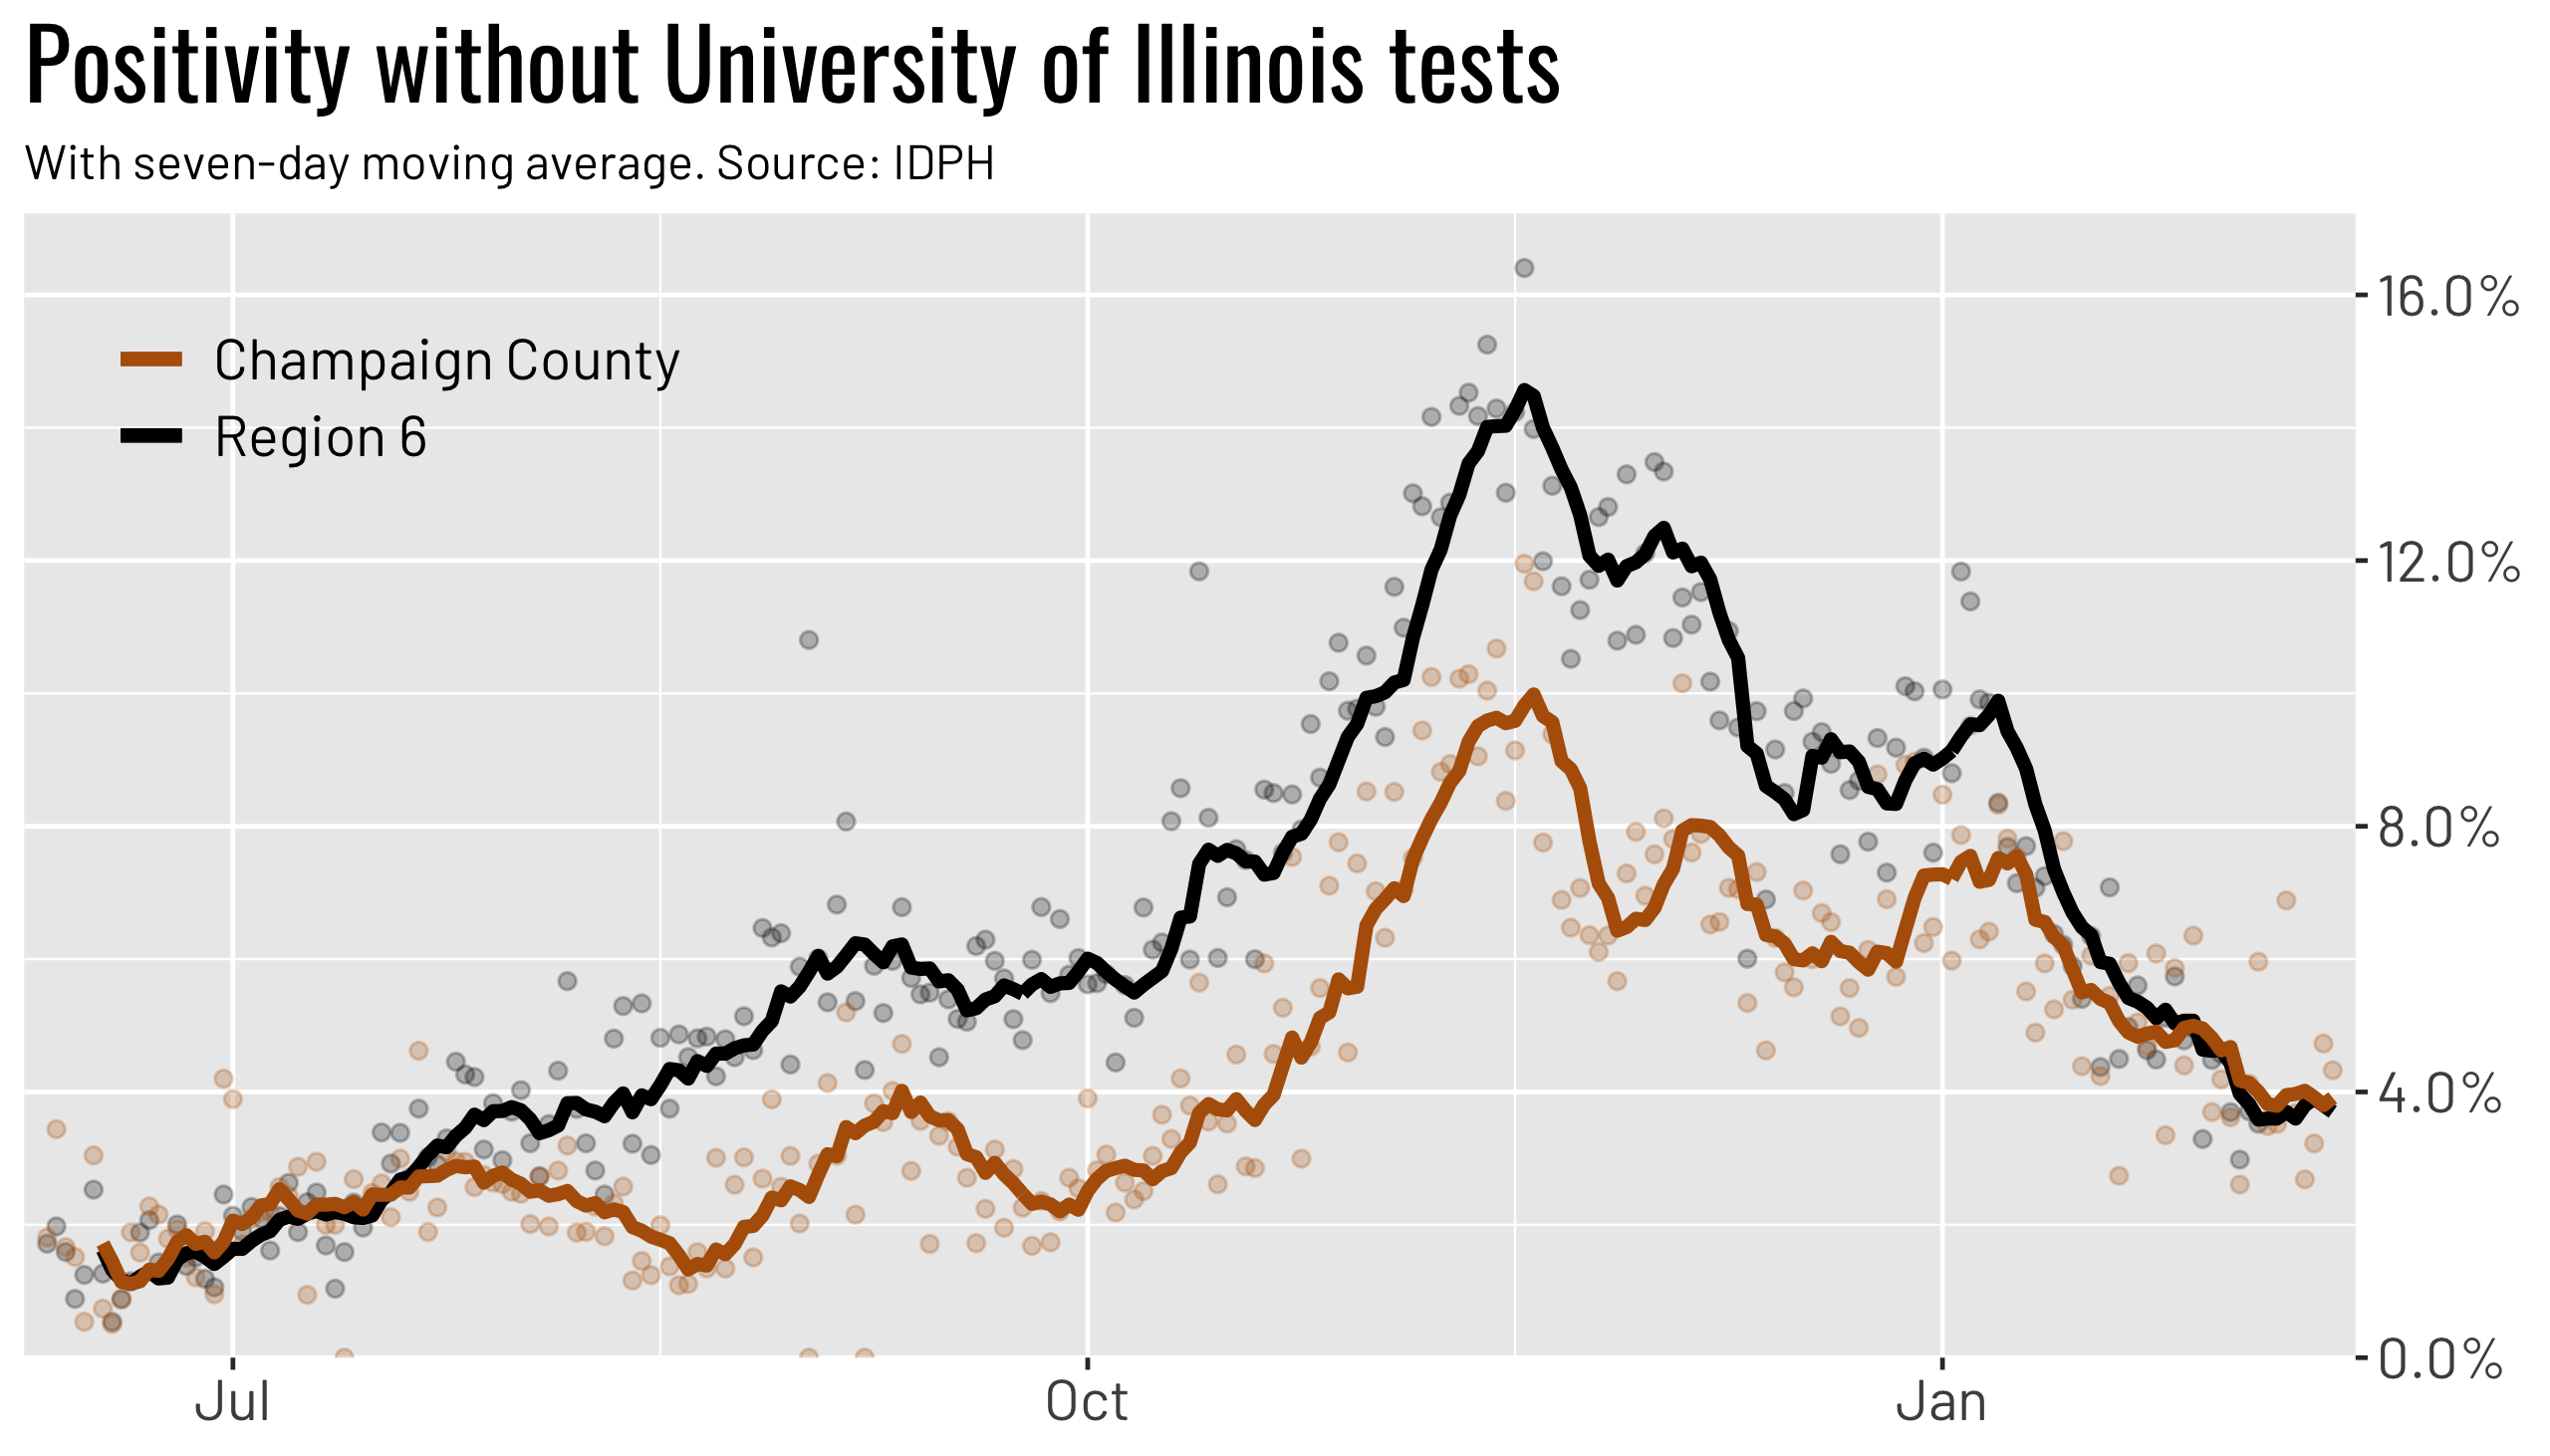 Positivity without University of Illinois tests
With seven-day moving average. Source: IDPH
Champaign County
Region 6
16.0%
12.0%
8.0%
4.0%
0.0%
Jul
Oct
Jan